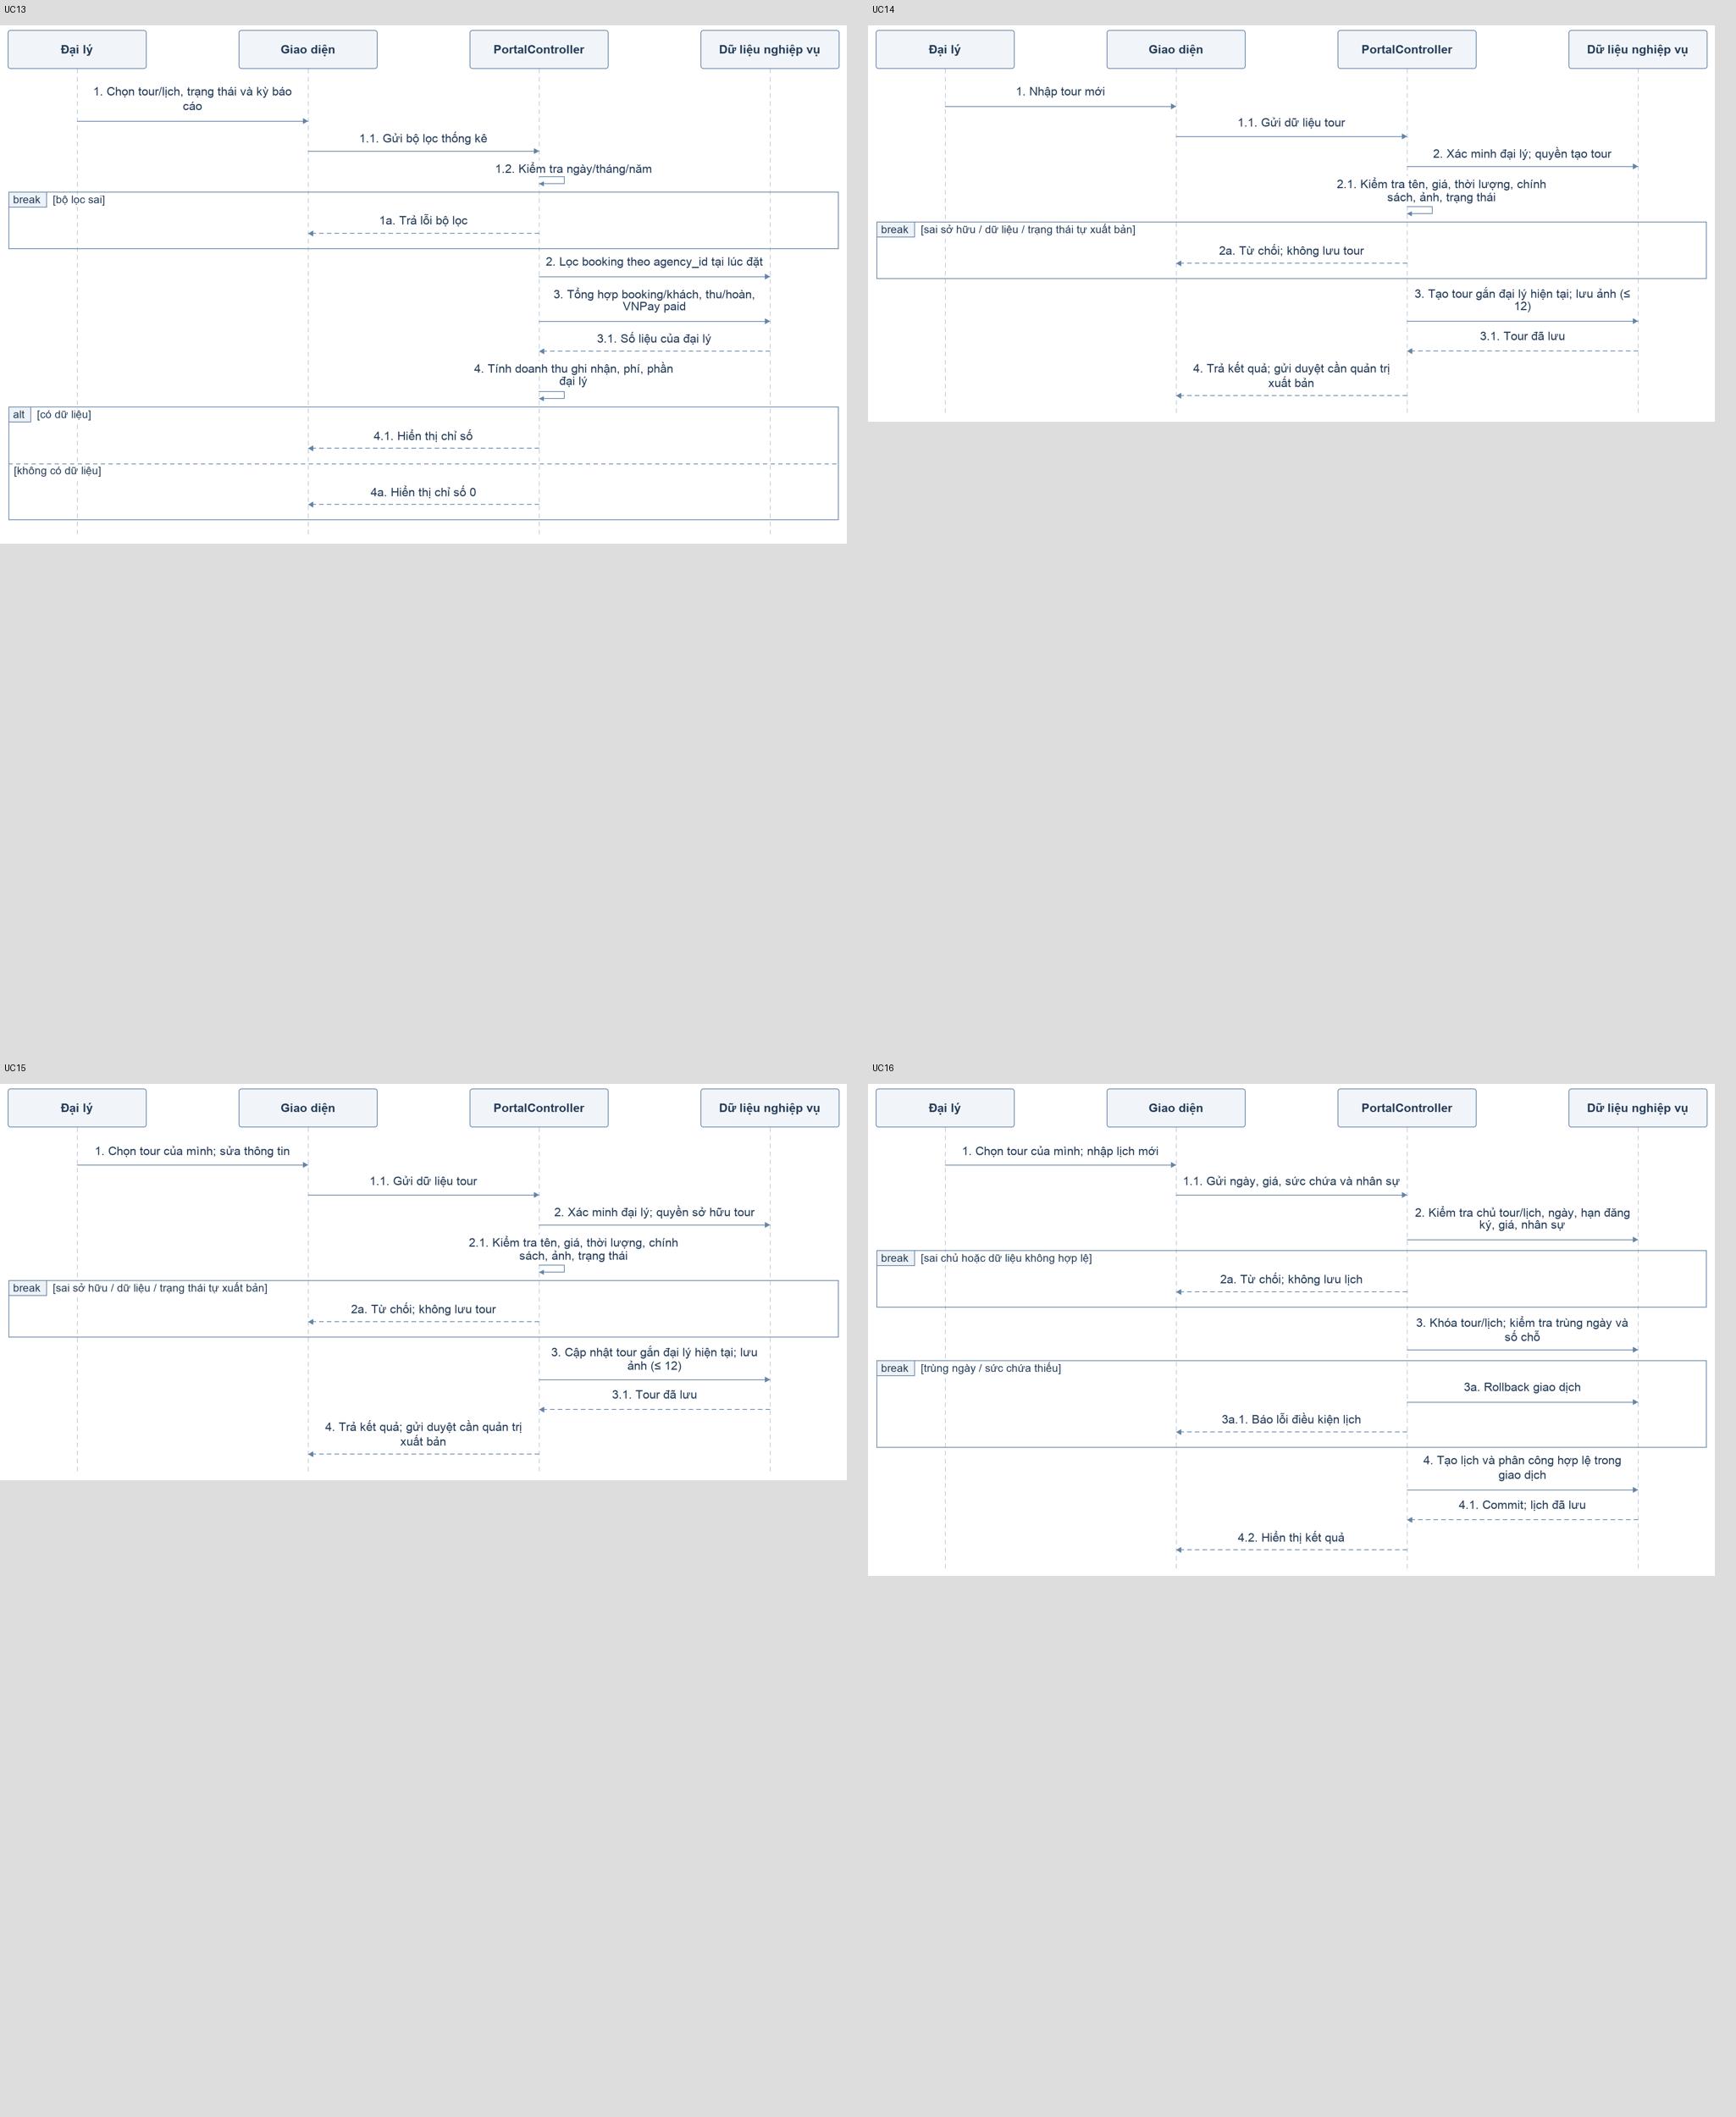 UC13
Đại lý
Giao diện
PortalController
Dữ liệu nghiệp vụ
1. Chọn tour/lịch, trạng thái và kỳ báo
cáo
1.1. Gửi bộ lọc thống kê
1.2. Kiểm tra ngày/tháng/năm
break
[bộ lọc sai]
1a. Trả lỗi bộ lọc
2. Lọc booking theo agency_id tại lúc đặt
3. Tổng hợp booking/khách, thu/hoàn,
VNPay paid
3.1. Số liệu của đại lý
4. Tính doanh thu ghi nhận, phí, phần
đại lý
alt
[có dữ liệu]
4.1. Hiển thị chỉ số
[không có dữ liệu]
4a. Hiển thị chỉ số 0
UC14
Đại lý
Giao diện
PortalController
Dữ liệu nghiệp vụ
1. Nhập tour mới
1.1. Gửi dữ liệu tour
2. Xác minh đại lý; quyền tạo tour
2.1. Kiểm tra tên, giá, thời lượng, chính
sách, ảnh, trạng thái
break
[sai sở hữu / dữ liệu / trạng thái tự xuất bản]
2a. Từ chối; không lưu tour
3. Tạo tour gắn đại lý hiện tại; lưu ảnh (≤
12)
3.1. Tour đã lưu
4. Trả kết quả; gửi duyệt cần quản trị
xuất bản
UC15
Đại lý
Giao diện
PortalController
Dữ liệu nghiệp vụ
1. Chọn tour của mình; sửa thông tin
1.1. Gửi dữ liệu tour
2. Xác minh đại lý; quyền sở hữu tour
2.1. Kiểm tra tên, giá, thời lượng, chính
sách, ảnh, trạng thái
break
[sai sở hữu / dữ liệu / trạng thái tự xuất bản]
2a. Từ chối; không lưu tour
3. Cập nhật tour gắn đại lý hiện tại; lưu
ảnh (≤ 12)
3.1. Tour đã lưu
4. Trả kết quả; gửi duyệt cần quản trị
xuất bản
UC16
Đại lý
Giao diện
PortalController
Dữ liệu nghiệp vụ
1. Chọn tour của mình; nhập lịch mới
1.1. Gửi ngày, giá, sức chứa và nhân sự
2. Kiểm tra chủ tour/lịch, ngày, hạn đăng
ký, giá, nhân sự
break
[sai chủ hoặc dữ liệu không hợp lệ]
2a. Từ chối; không lưu lịch
3. Khóa tour/lịch; kiểm tra trùng ngày và
số chỗ
break
[trùng ngày / sức chứa thiếu]
3a. Rollback giao dịch
3a.1. Báo lỗi điều kiện lịch
4. Tạo lịch và phân công hợp lệ trong
giao dịch
4.1. Commit; lịch đã lưu
4.2. Hiển thị kết quả